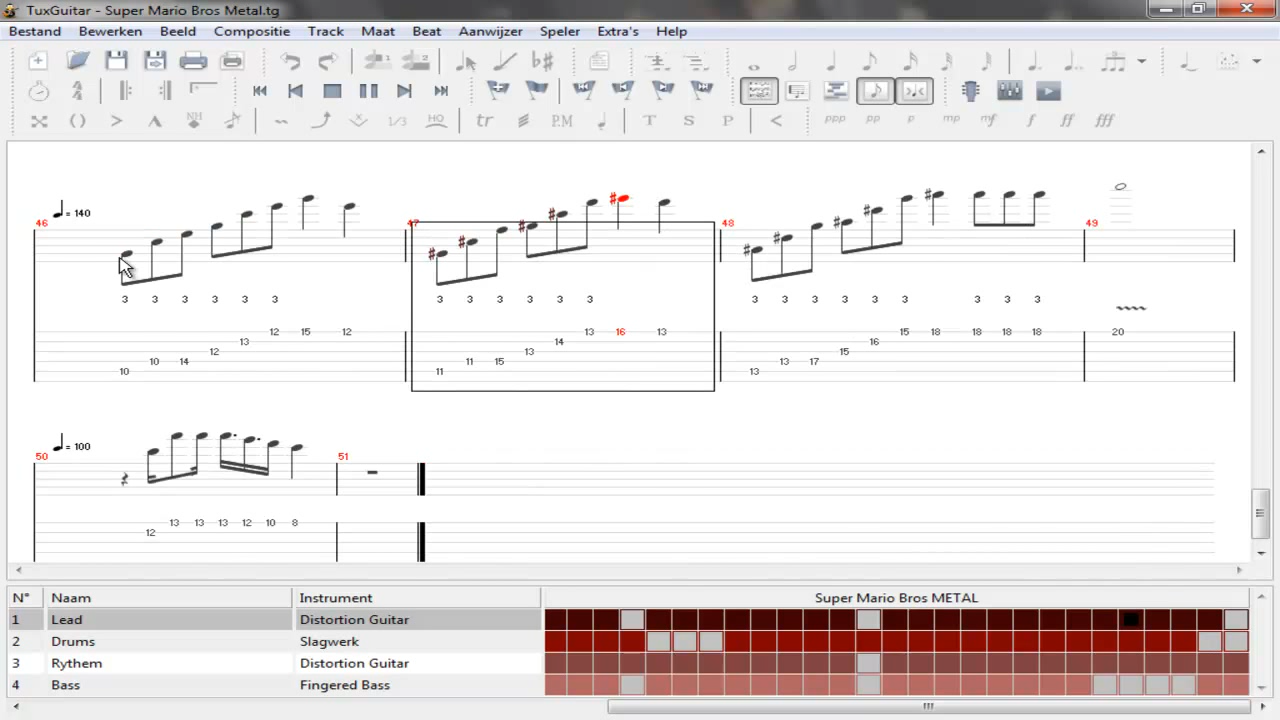 TuxGuitar - Super Mario Bros Metal.tg
Bestand Bewerken Beeld Compositie Track Maat Beat Aanwijzer Speler Extra's Help
NH 1/3 HO tr P.M T S P ppp pp p mp mf f ff fff
46 = 140 47 48 49
3 3 3 3 3 3 3 3 3 3 3 3 3 3 3 3 3 3 3 3 3
12 15 12 13 16 13 15 18 18 18 18 20
13 14 16
12 13 15
10 14 11 15 13 17
10 11 13
50 = 100 51
13 13 13 12 10 8
12
N° Naam Instrument Super Mario Bros METAL
1 Lead Distortion Guitar
2 Drums Slagwerk
3 Rythem Distortion Guitar
4 Bass Fingered Bass